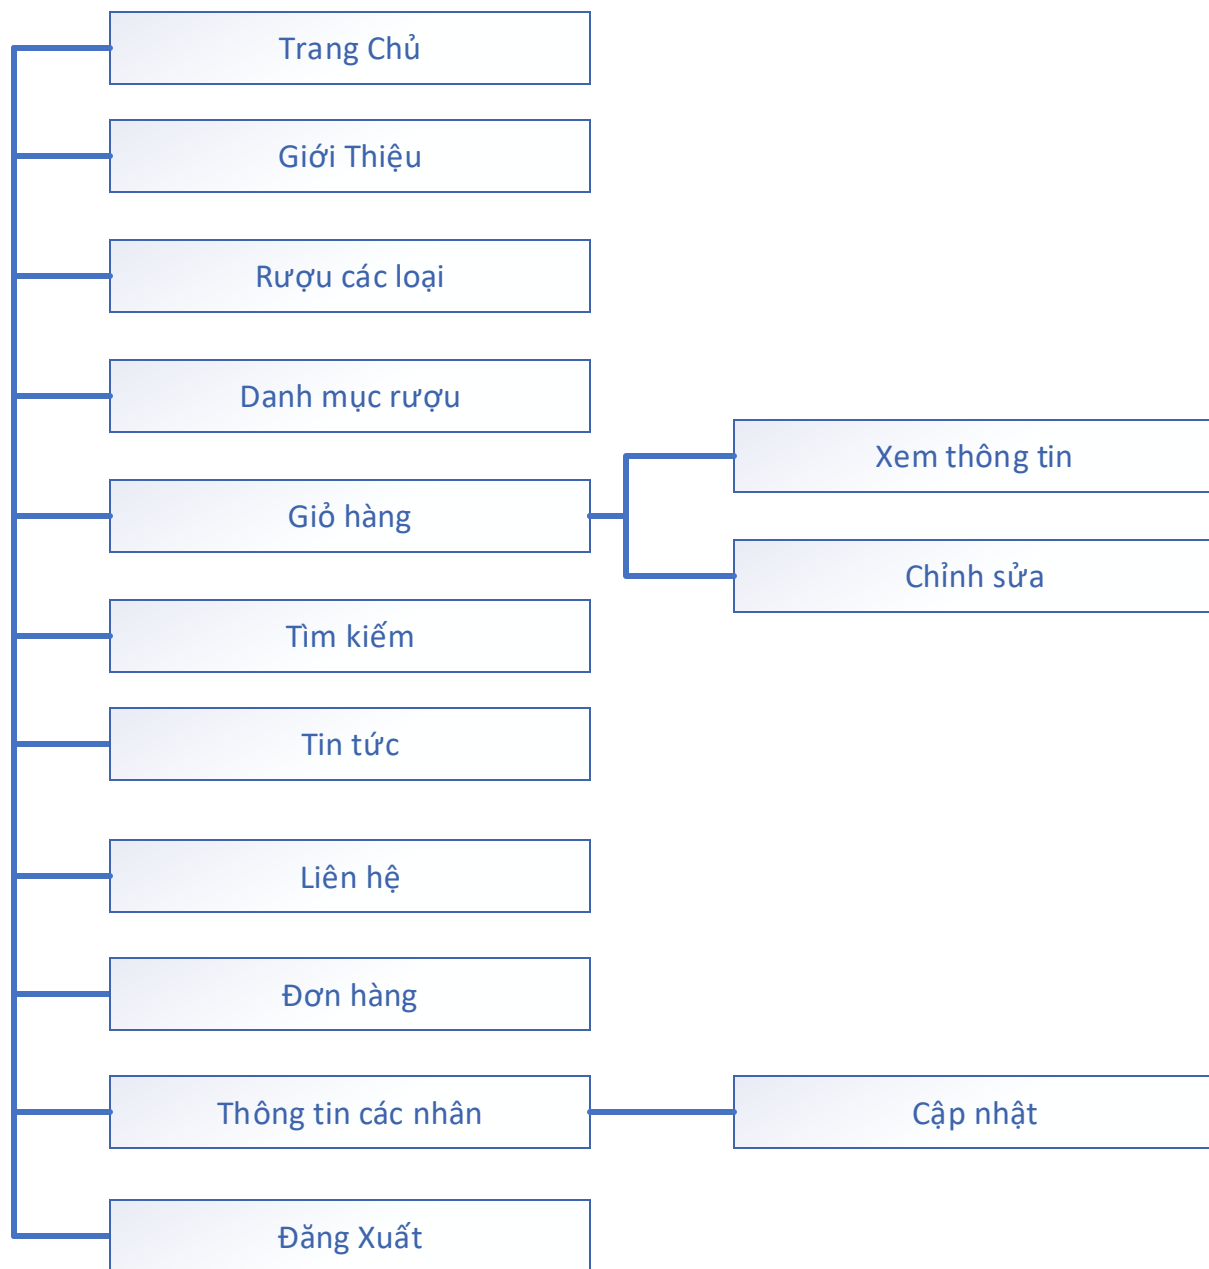 Trang Chủ
Giới Thiệu
Rượu các loại
Danh mục rượu
Xem thông tin
Giỏ hàng
Chỉnh sửa
Tìm kiếm
Tin tức
Liên hệ
Đơn hàng
Thông tin các nhân
Cập nhật
Đăng Xuất